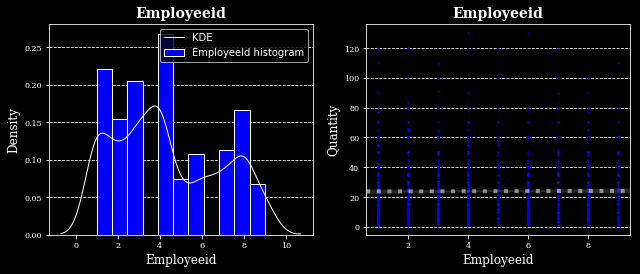 Employeeid
Density
0.25
0.20
0.15
0.10
0.05
0.00
0 2 4 6 8 10
Employeeid
KDE
EmployeeId histogram
Employeeid
Quantity
120
100
80
60
40
20
0
2 4 6 8
Employeeid